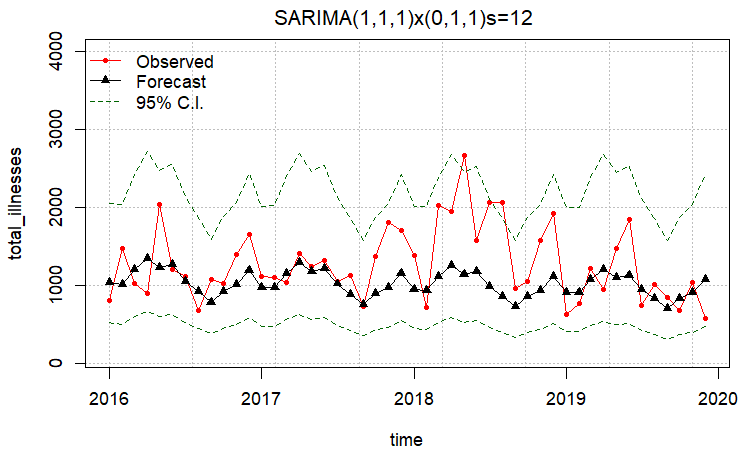 SARIMA(1,1,1)x(0,1,1)s=12
4000
3000
2000
1000
0
total_illnesses
Observed
Forecast
95% C.I.
2016
2017
2018
2019
2020
time